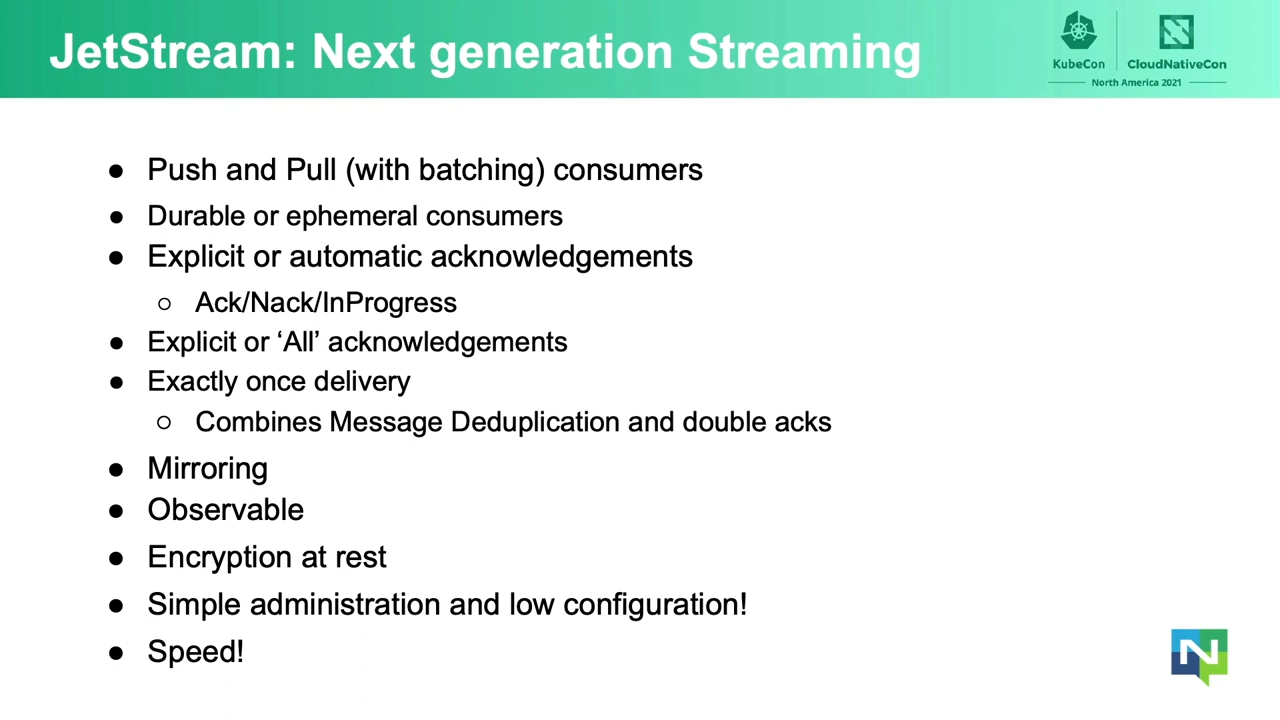 JetStream: Next generation Streaming
KubeCon
CloudNativeCon
North America 2021
● Push and Pull (with batching) consumers
● Durable or ephemeral consumers
● Explicit or automatic acknowledgements
○ Ack/Nack/InProgress
● Explicit or ‘All’ acknowledgements
● Exactly once delivery
○ Combines Message Deduplication and double acks
● Mirroring
● Observable
● Encryption at rest
● Simple administration and low configuration!
● Speed!
N